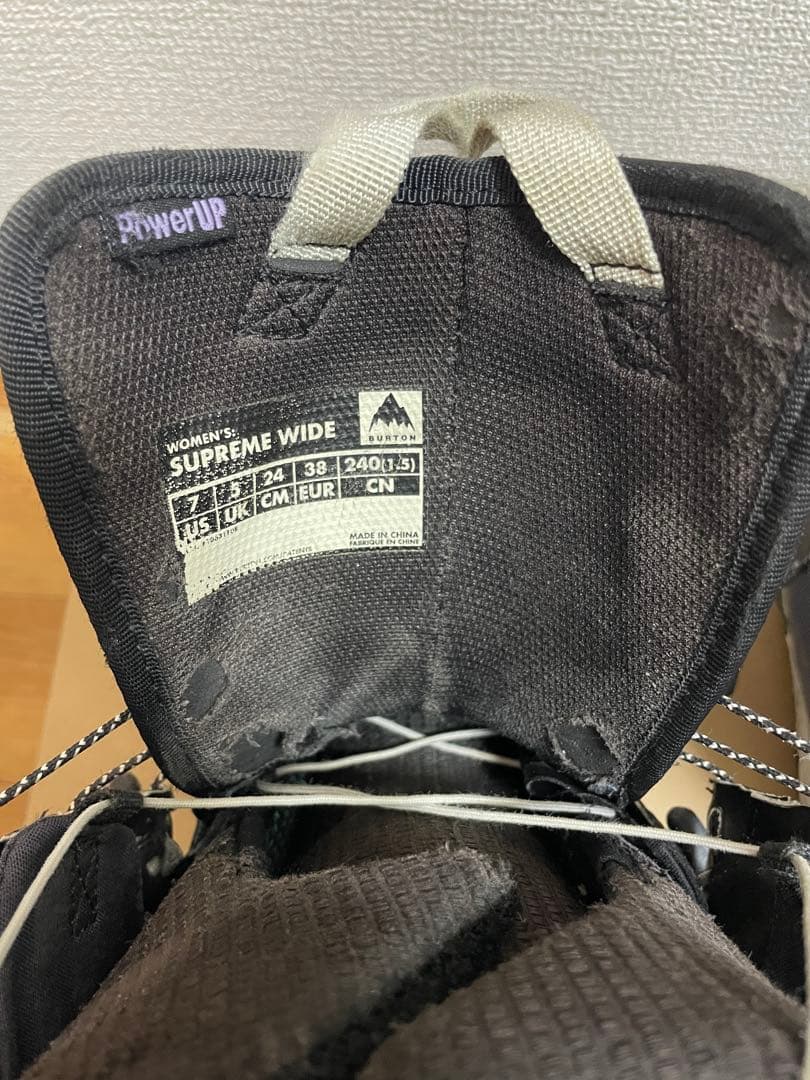 PowerUP
WOMEN'S:
SUPREME WIDE
BURTON
7 5 24 38 240(1.5)
US UK CM EUR CN
MADE IN CHINA
FABRIQUE EN CHINE